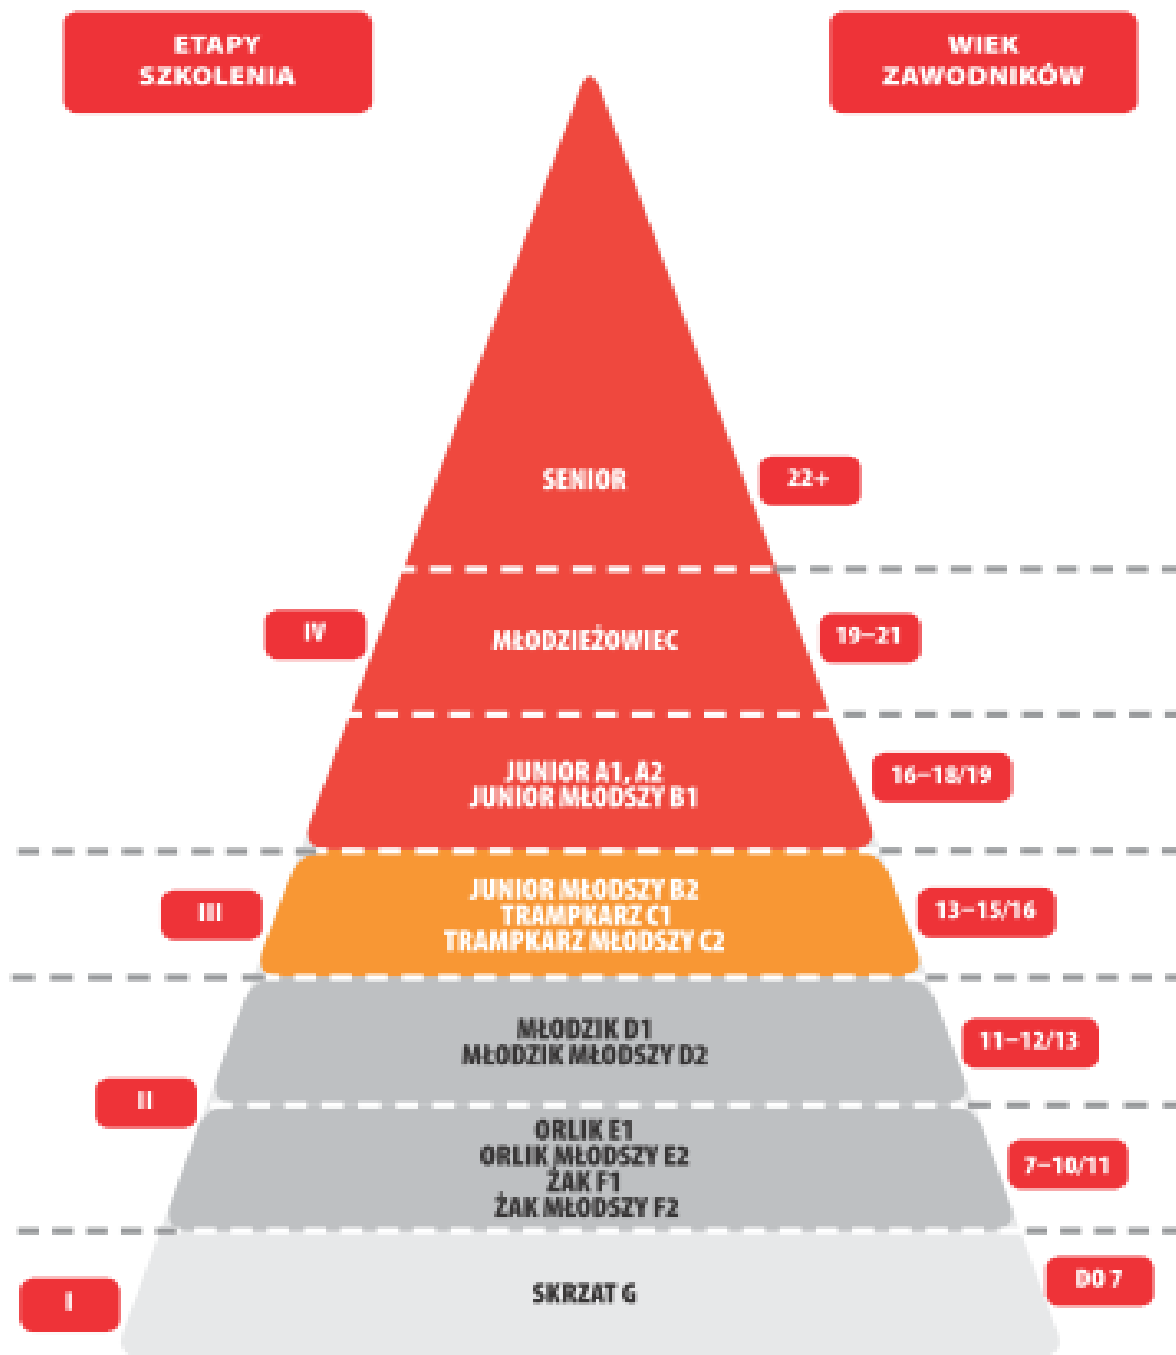 ETAPY
SZKOLENIA
WIEK
ZAWODNIKÓW
SENIOR
22+
IV
MŁODZIEŻOWIEC
19–21
JUNIOR A1, A2
JUNIOR MŁODSZY B1
16–18/19
III
JUNIOR MŁODSZY B2
TRAMPKARZ C1
TRAMPKARZ MŁODSZY C2
13–15/16
MŁODZIK D1
MŁODZIK MŁODSZY D2
11–12/13
II
ORLIK E1
ORLIK MŁODSZY E2
ŻAK F1
ŻAK MŁODSZY F2
7–10/11
I
SKRZAT G
DO 7